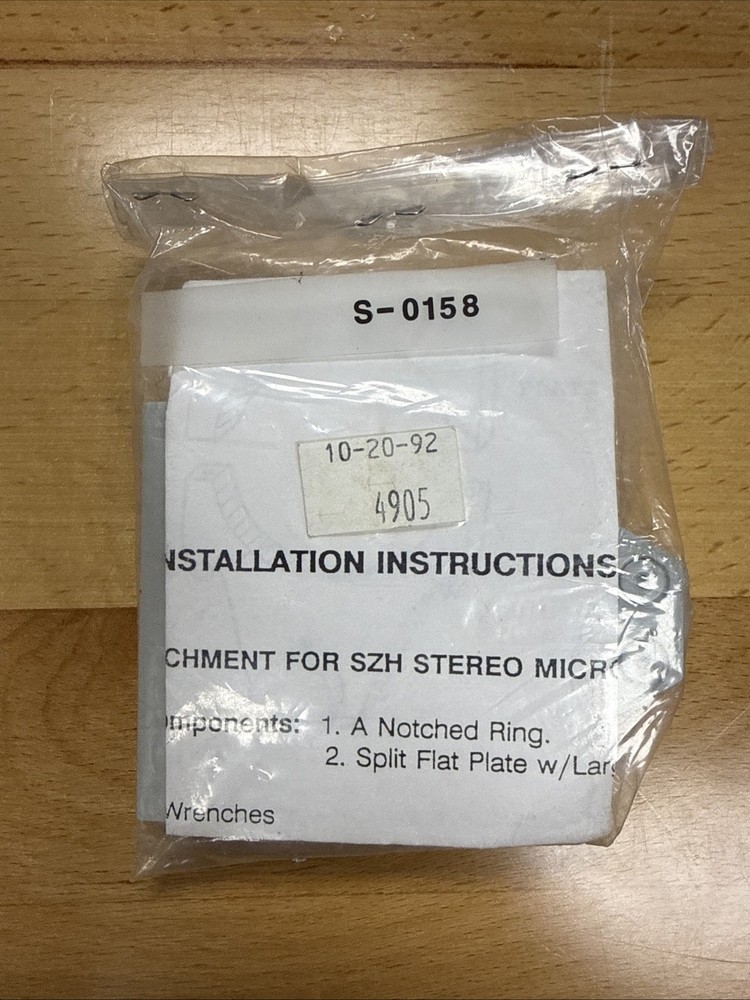 S-0158
10-20-92
4905
NSTALLATION INSTRUCTIONS
CHMENT FOR SZH STEREO MICR
omponents: 1. A Notched Ring.
2. Split Flat Plate w/Lar
Wrenches